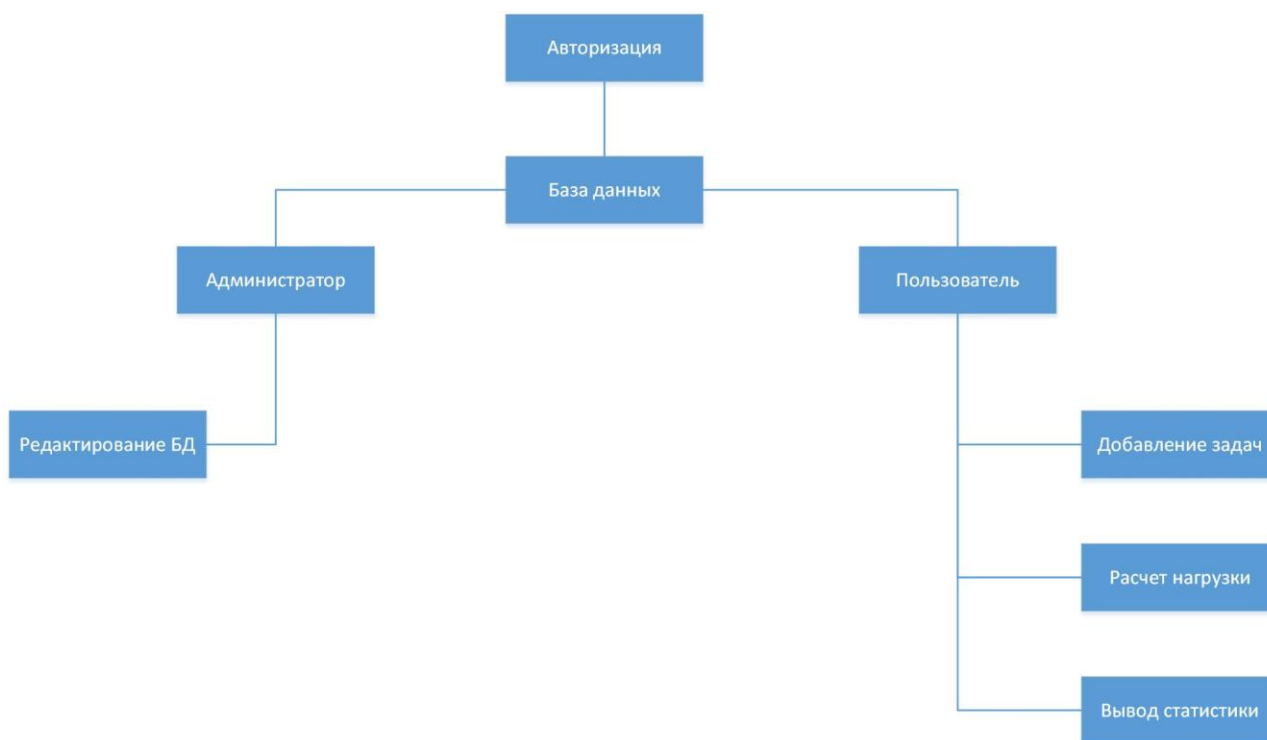 Авторизация
База данных
Администратор
Пользователь
Редактирование БД
Добавление задач
Расчет нагрузки
Вывод статистики